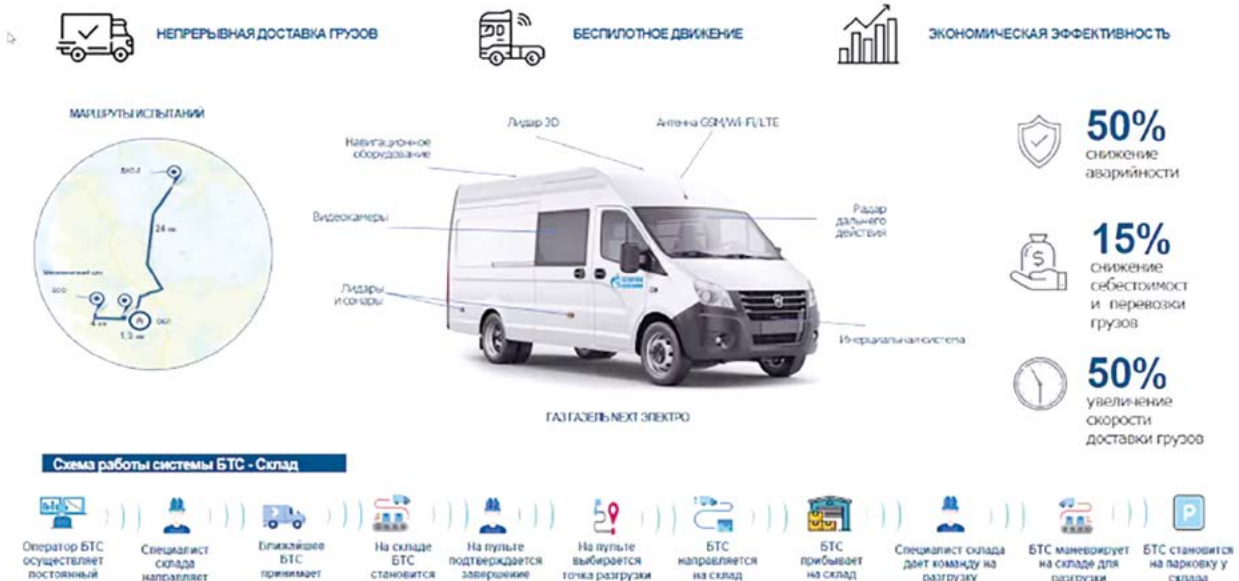 НЕПРЕРЫВНАЯ ДОСТАВКА ГРУЗОВ
БЕСПИЛОТНОЕ ДВИЖЕНИЕ
ЭКОНОМИЧЕСКАЯ ЭФФЕКТИВНОСТЬ
МАРШРУТЫ ИСПЫТАНИЙ
24 км
4 км
1,5 км
Лидар 3D
Антенна GSM/WI-FI/LTE
Навигационное
оборудование
Видеокамеры
Радар
дальнего
действия
Лидары
и сонары
Инерциальная система
ГАЗ ГАЗЕЛЬ NEXT ЭЛЕКТРО
50%
снижение
аварийности
15%
снижение
себестоимост
и перевозки
грузов
50%
увеличение
скорости
доставки грузов
Схема работы системы БТС - Склад
Оператор БТС
осуществляет
постоянный
Специалист
склада
направляет
Ближайшее
БТС
принимает
На складе
БТС
становится
На пульте
подтверждается
завершение
На пульте
выбирается
точка разгрузки
БТС
направляется
на склад
БТС
прибывает
на склад
Специалист склада
дает команду на
разгрузку
БТС маневрирует
на складе для
разгрузки
P
БТС становится
на парковку у
склада